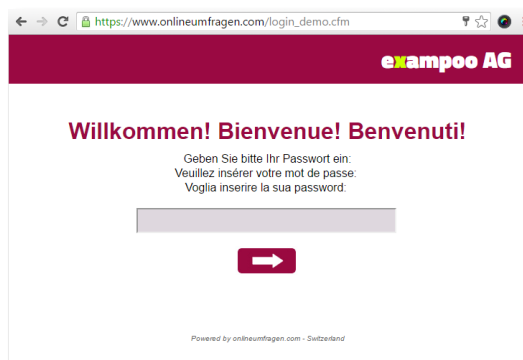 https://www.onlineumfragen.com/login_demo.cfm
exampoo AG
Willkommen! Bienvenue! Benvenuti!
Geben Sie bitte Ihr Passwort ein:
Veuillez insérer votre mot de passe:
Voglia inserire la sua password:
Powered by onlineumfragen.com - Switzerland